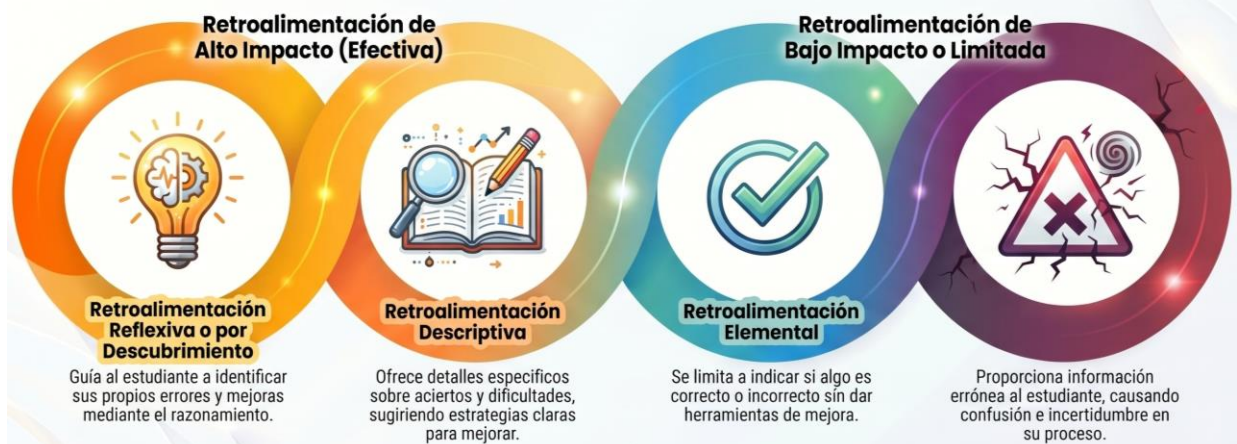 Retroalimentación de
Alto Impacto (Efectiva)
Retroalimentación de
Bajo Impacto o Limitada
Retroalimentación
Reflexiva o por
Descubrimiento
Guía al estudiante a identificar
sus propios errores y mejoras
mediante el razonamiento.
Retroalimentación
Descriptiva
Ofrece detalles especificos
sobre aciertos y dificultades,
sugiriendo estrategias claras
para mejorar.
Retroalimentación
Elemental
Se limita a indicar si algo es
correcto o incorrecto sin dar
herramientas de mejora.
Proporciona información
errónea al estudiante, causando
confusión e incertidumbre en
su proceso.